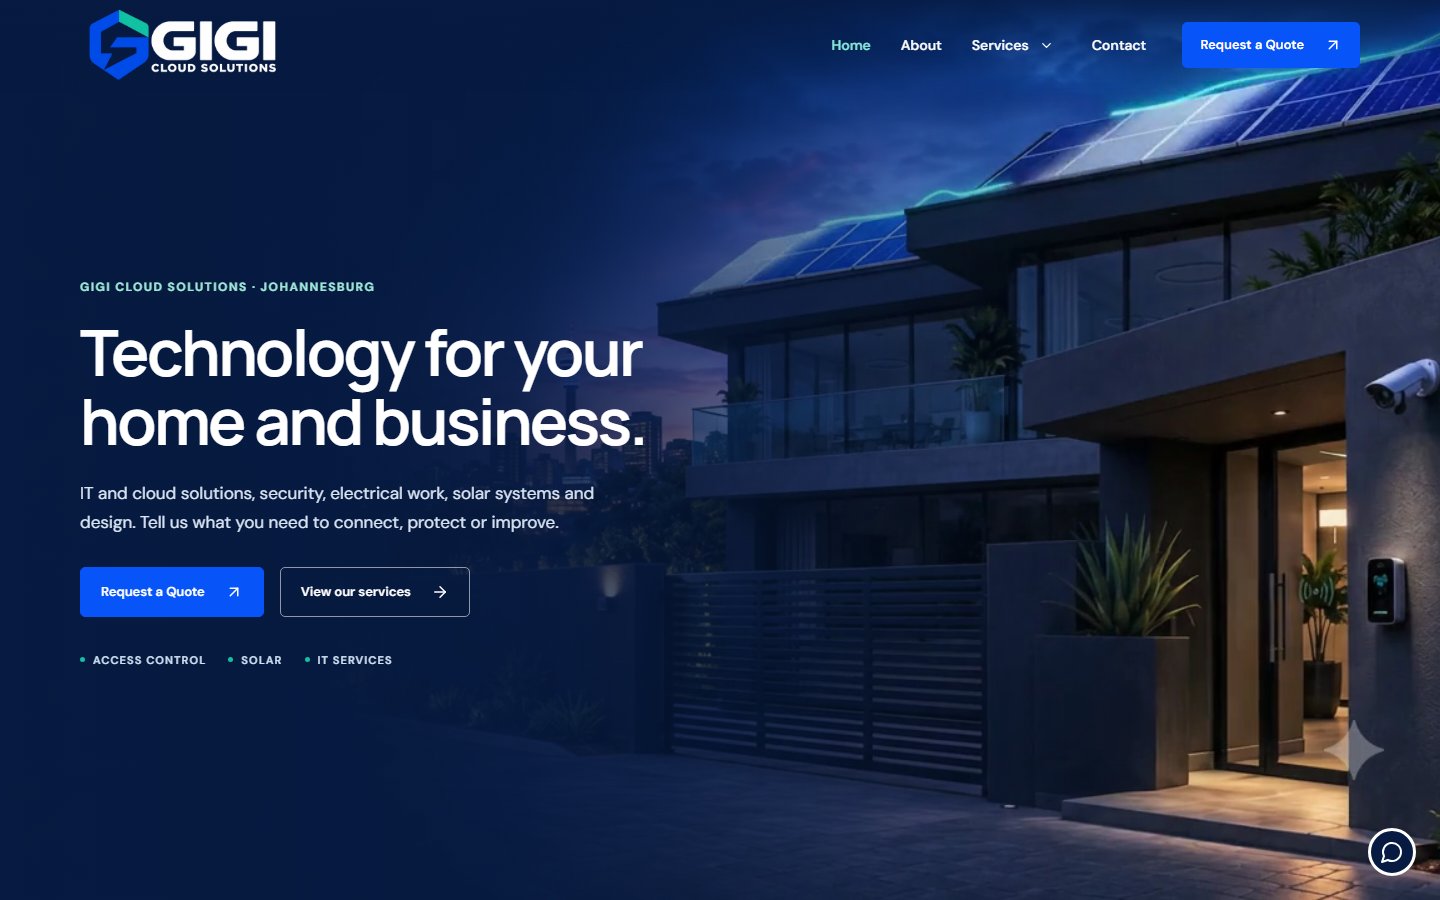 GIGI
CLOUD SOLUTIONS
Home
About
Services
Contact
Request a Quote
GIGI CLOUD SOLUTIONS · JOHANNESBURG
Technology for your
home and business.
IT and cloud solutions, security, electrical work, solar systems and
design. Tell us what you need to connect, protect or improve.
Request a Quote
View our services
ACCESS CONTROL
SOLAR
IT SERVICES